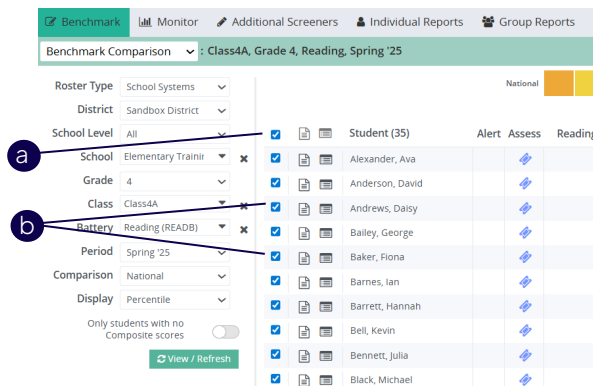 Benchmark Monitor Additional Screeners Individual Reports Group Reports
Benchmark Comparison : Class4A, Grade 4, Reading, Spring '25
Roster Type School Systems
District Sandbox District
School Level All
School Elementary Trainin
Grade 4
Class Class4A
Battery Reading (READB)
Period Spring '25
Comparison National
Display Percentile
Only students with no
Composite scores
View / Refresh
a
b
National
Student (35) Alert Assess Reading
Alexander, Ava
Anderson, David
Andrews, Daisy
Bailey, George
Baker, Fiona
Barnes, Ian
Barrett, Hannah
Bell, Kevin
Bennett, Julia
Black, Michael